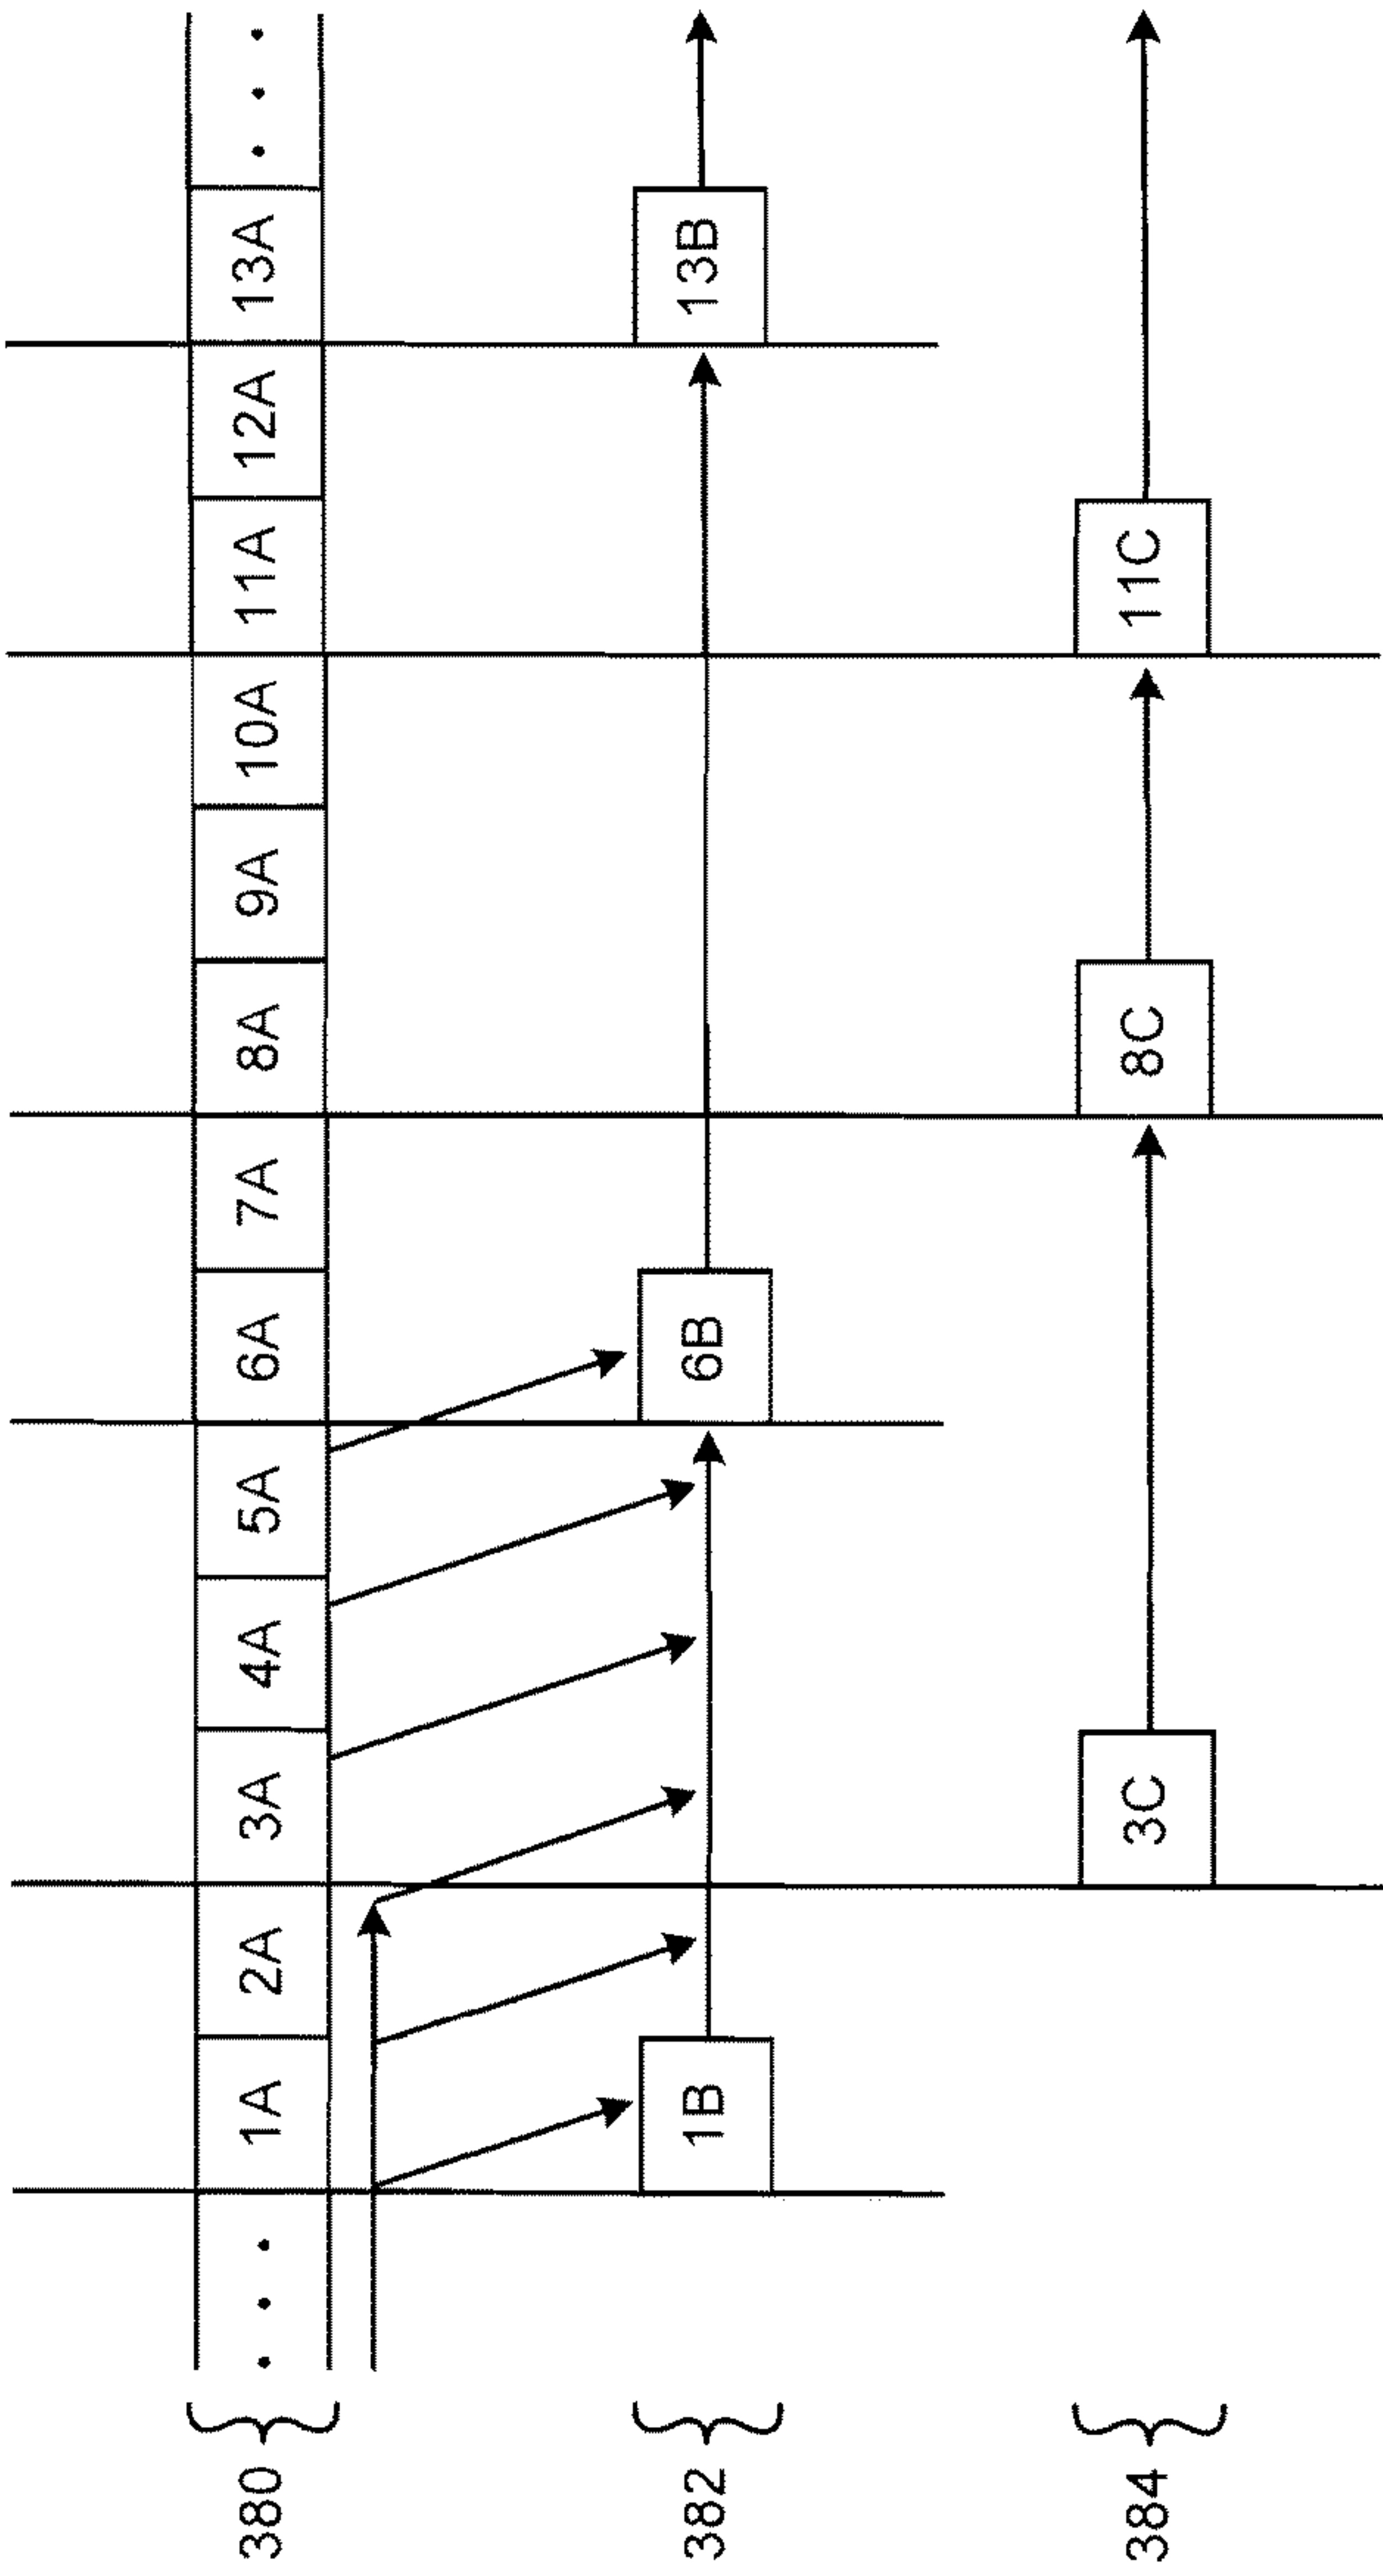 380 • • • 1A 2A 3A 4A 5A 6A 7A 8A 9A 10A 11A 12A 13A • • •
382 1B 6B 13B
384 3C 8C 11C